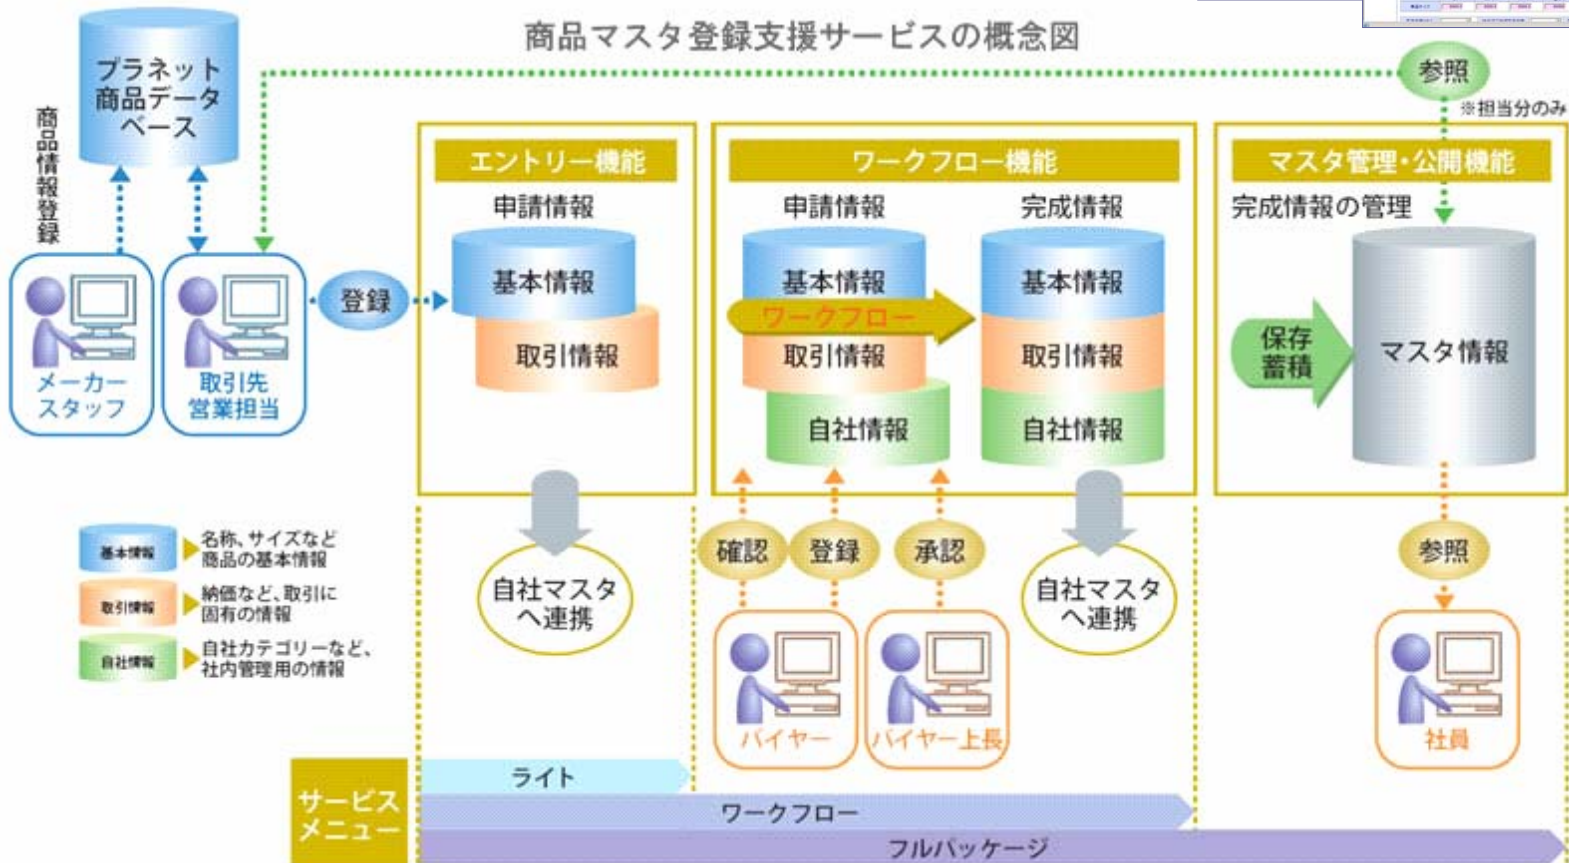 商品マスタ登録支援サービスの概念図
プラネット
商品データ
ベース
商品情報登録
参照
※担当分のみ
エントリー機能
ワークフロー機能
マスタ管理・公開機能
申請情報
申請情報
完成情報
完成情報の管理
基本情報
取引情報
基本情報
ワークフロー
取引情報
自社情報
基本情報
取引情報
自社情報
保存
蓄積
マスタ情報
登録
メーカー
スタッフ
取引先
営業担当
基本情報
名称、サイズなど
商品の基本情報
取引情報
納価など、取引に
固有の情報
自社情報
自社カテゴリーなど、
社内管理用の情報
自社マスタ
へ連携
確認
登録
承認
自社マスタ
へ連携
参照
バイヤー
バイヤー上長
社員
サービス
メニュー
ライト
ワークフロー
フルパッケージ